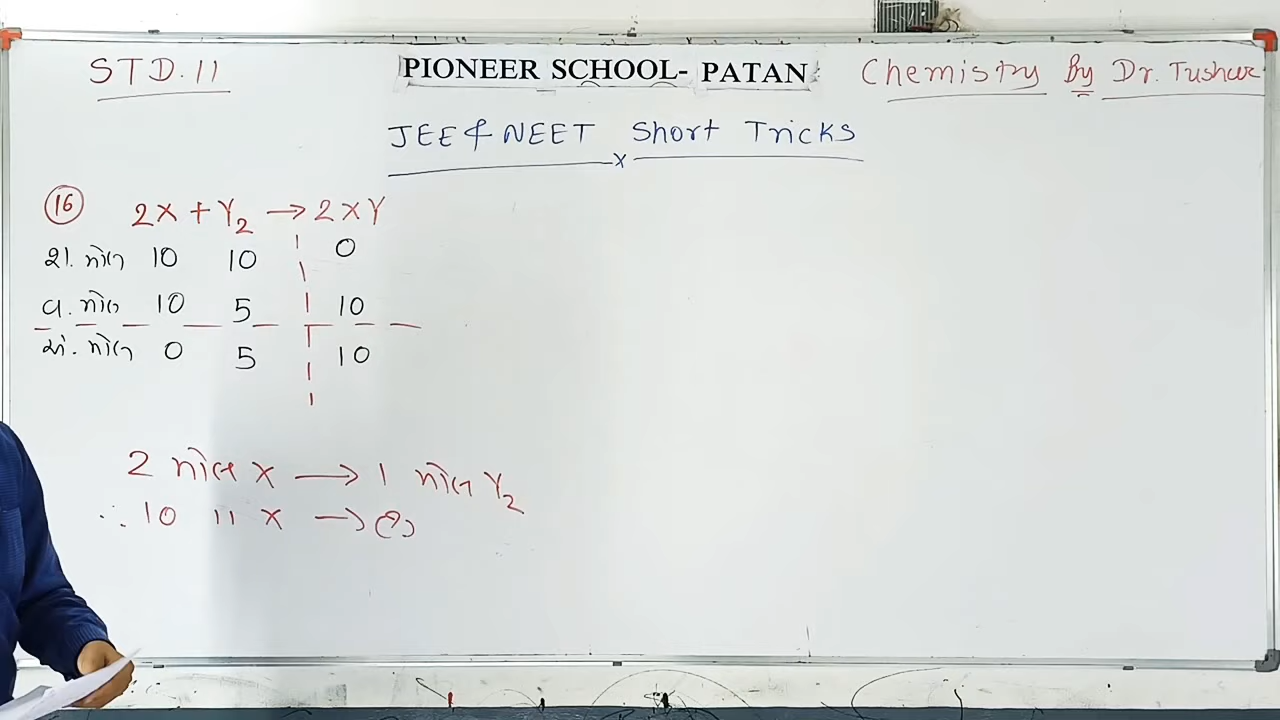 STD.11 PIONEER SCHOOL- PATAN Chemistry By Dr. Tushar
JEE & NEET Short Tricks
x
16 2X + Y₂ → 2XY
શ. મોલ 10 10 0
વ. મોલ 10 5 10
અં. મોલ 0 5 10
2 મોલ X → 1 મોલ Y₂
∴ 10 '' X → (?)